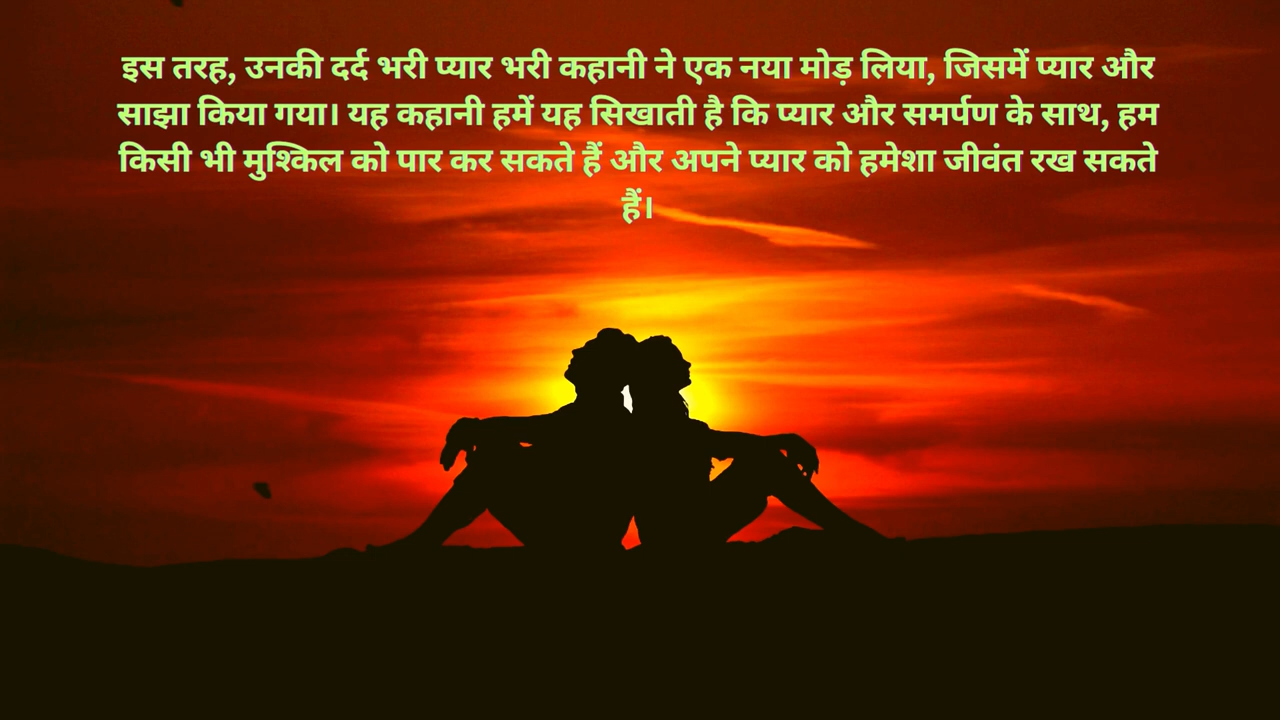 इस तरह, उनकी दर्द भरी प्यार भरी कहानी ने एक नया मोड़ लिया, जिसमें प्यार और
साझा किया गया। यह कहानी हमें यह सिखाती है कि प्यार और समर्पण के साथ, हम
किसी भी मुश्किल को पार कर सकते हैं और अपने प्यार को हमेशा जीवंत रख सकते
हैं।